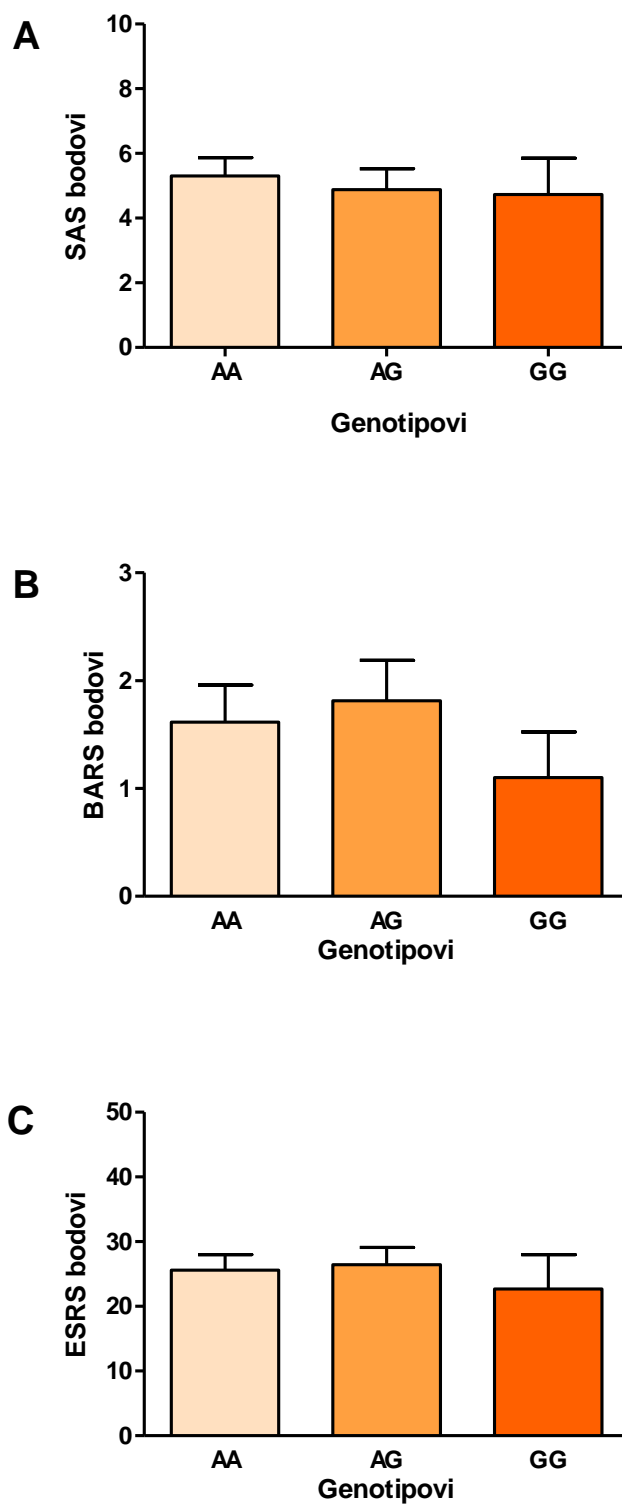 A
SAS bodovi
10
8
6
4
2
0
AA AG GG
Genotipovi
B
BARS bodovi
3
2
1
0
AA AG GG
Genotipovi
C
ESRS bodovi
50
40
30
20
10
0
AA AG GG
Genotipovi